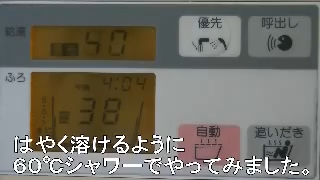 給湯
50
優先
呼出し
ふろ
午後 4:04
38
自動
追いだき
はやく溶けるように
60℃シャワーでやってみました。